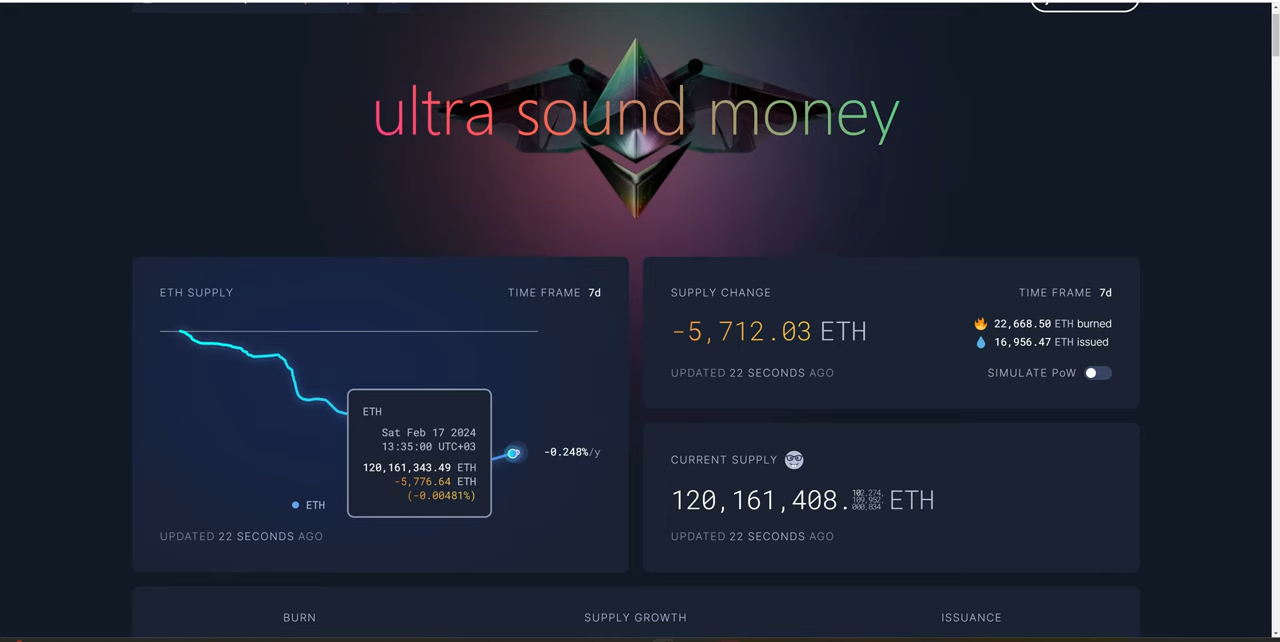 ultra sound money
ETH SUPPLY
TIME FRAME 7d
ETH
Sat Feb 17 2024
13:35:00 UTC+03
120,161,343.49 ETH
-5,776.64 ETH
(-0.00481%)
-0.248%/y
ETH
UPDATED 22 SECONDS AGO
SUPPLY CHANGE
TIME FRAME 7d
-5,712.03 ETH
22,668.50 ETH burned
16,956.47 ETH issued
UPDATED 22 SECONDS AGO
SIMULATE PoW
CURRENT SUPPLY
120,161,408. ETH
UPDATED 22 SECONDS AGO
BURN
SUPPLY GROWTH
ISSUANCE